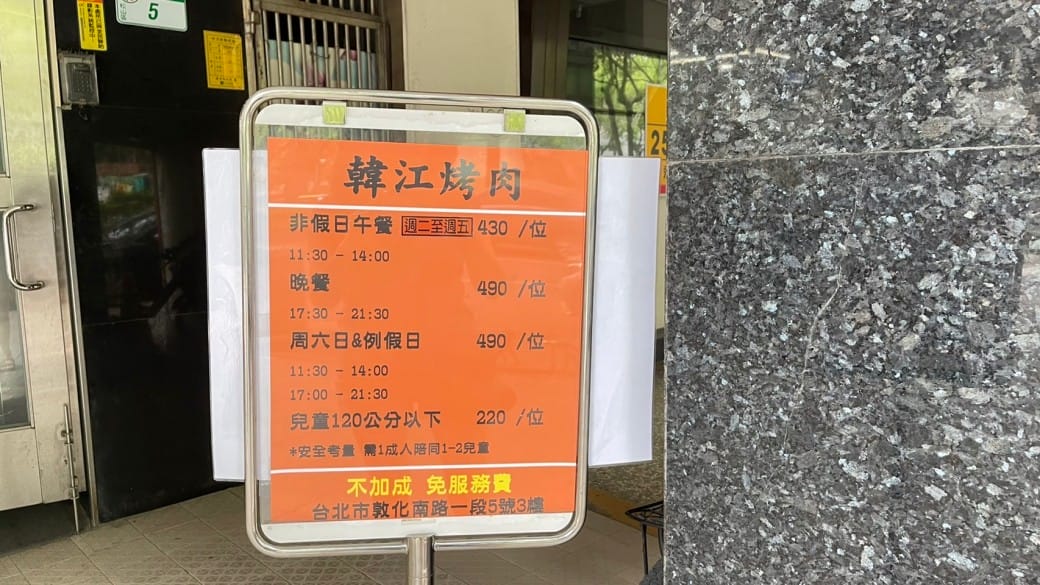 5
25
韓江烤肉
非假日午餐 週二至週五 430 /位
11:30 - 14:00
晚餐 490 /位
17:30 - 21:30
周六日&例假日 490 /位
11:30 - 14:00
17:00 - 21:30
兒童120公分以下 220 /位
*安全考量 需1成人陪同1-2兒童
不加成 免服務費
台北市敦化南路一段5號3樓